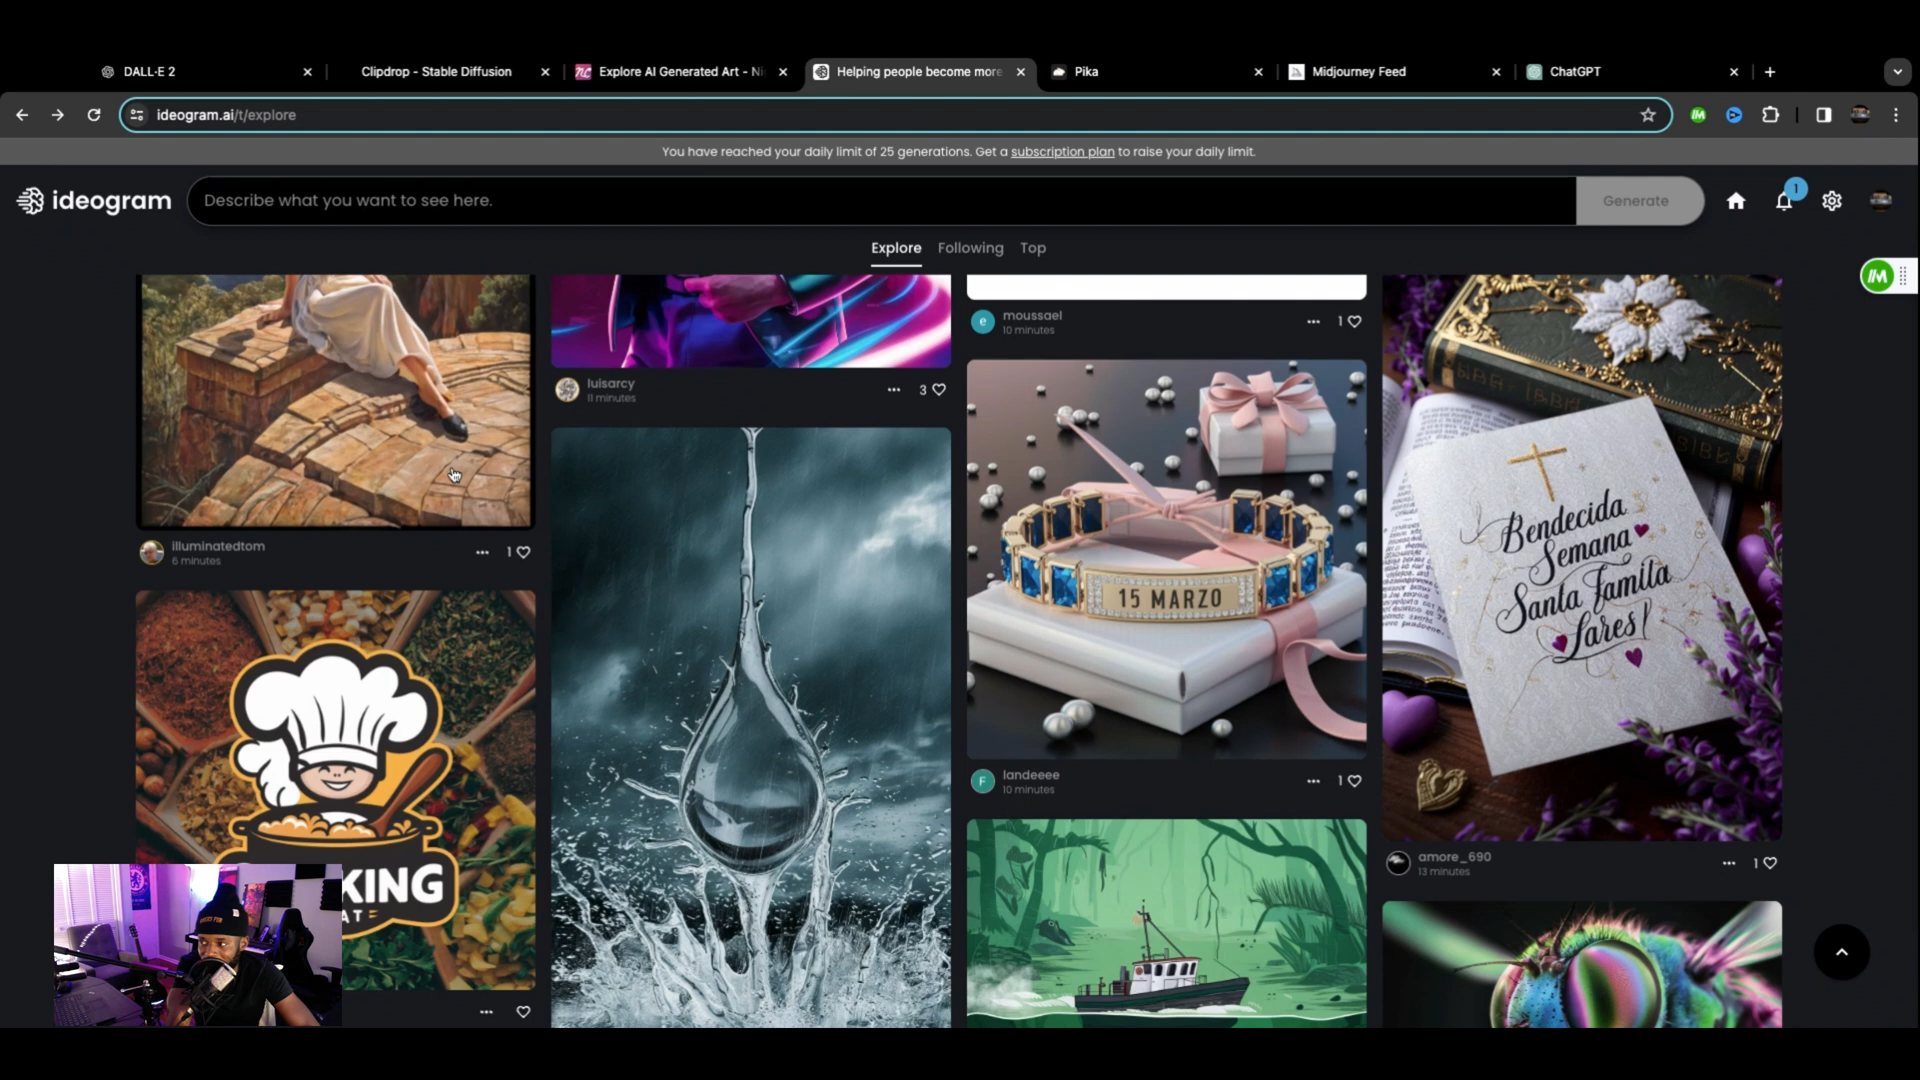 DALL·E 2
Clipdrop - Stable Diffusion
Explore AI Generated Art - Ni
Helping people become more
Pika
Midjourney Feed
ChatGPT
ideogram.ai/t/explore
You have reached your daily limit of 25 generations. Get a subscription plan to raise your daily limit.
ideogram
Describe what you want to see here.
Generate
1
Explore
Following
Top
illuminatedtom
6 minutes
1
KING
AT
luisarcy
11 minutes
3
moussael
10 minutes
1
15 MARZO
landeeee
10 minutes
1
Bendecida
Semana
Santa famila
fares!
amore_690
13 minutes
1